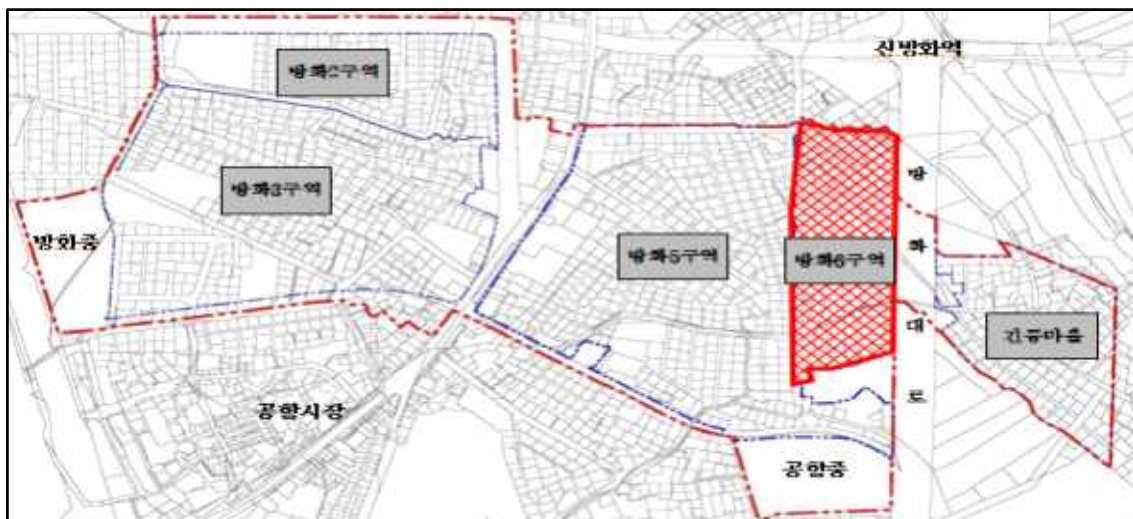 방화2구역
신방화역
방화3구역
방화중
방화5구역
방화6구역
방
화
대
로
긴등마을
공항시장
공항중